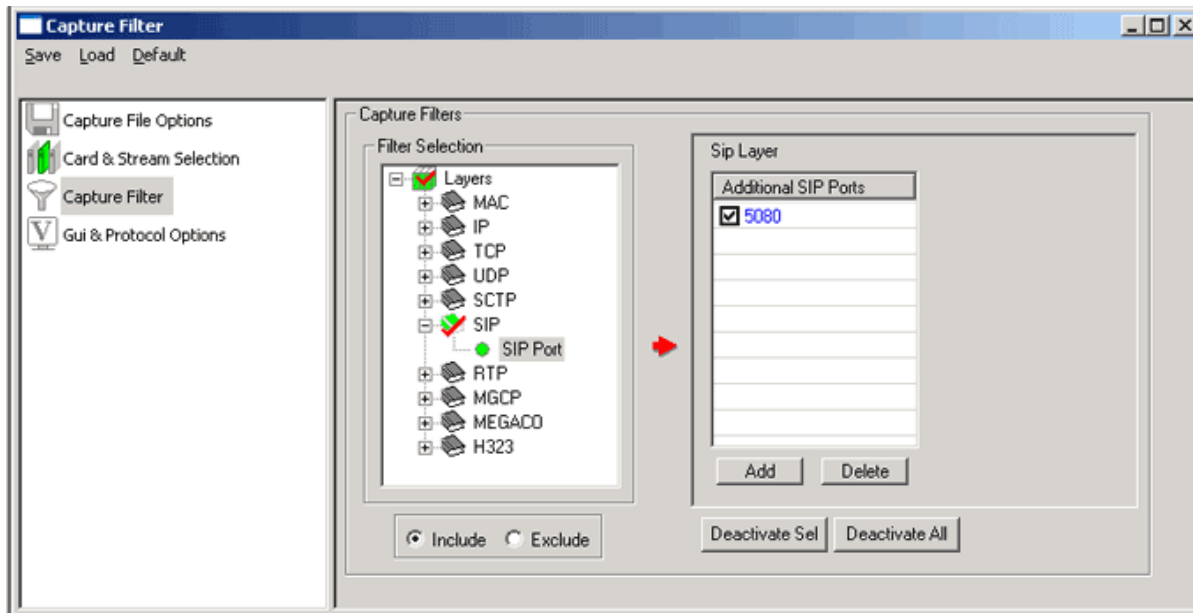 Capture Filter
Save Load Default
Capture File Options
Card & Stream Selection
Capture Filter
V
Gui & Protocol Options
Capture Filters
Filter Selection
Layers
MAC
IP
TCP
UDP
SCTP
SIP
SIP Port
RTP
MGCP
MEGACO
H323
Include Exclude
Sip Layer
Additional SIP Ports
5080
Add Delete
Deactivate Sel Deactivate All